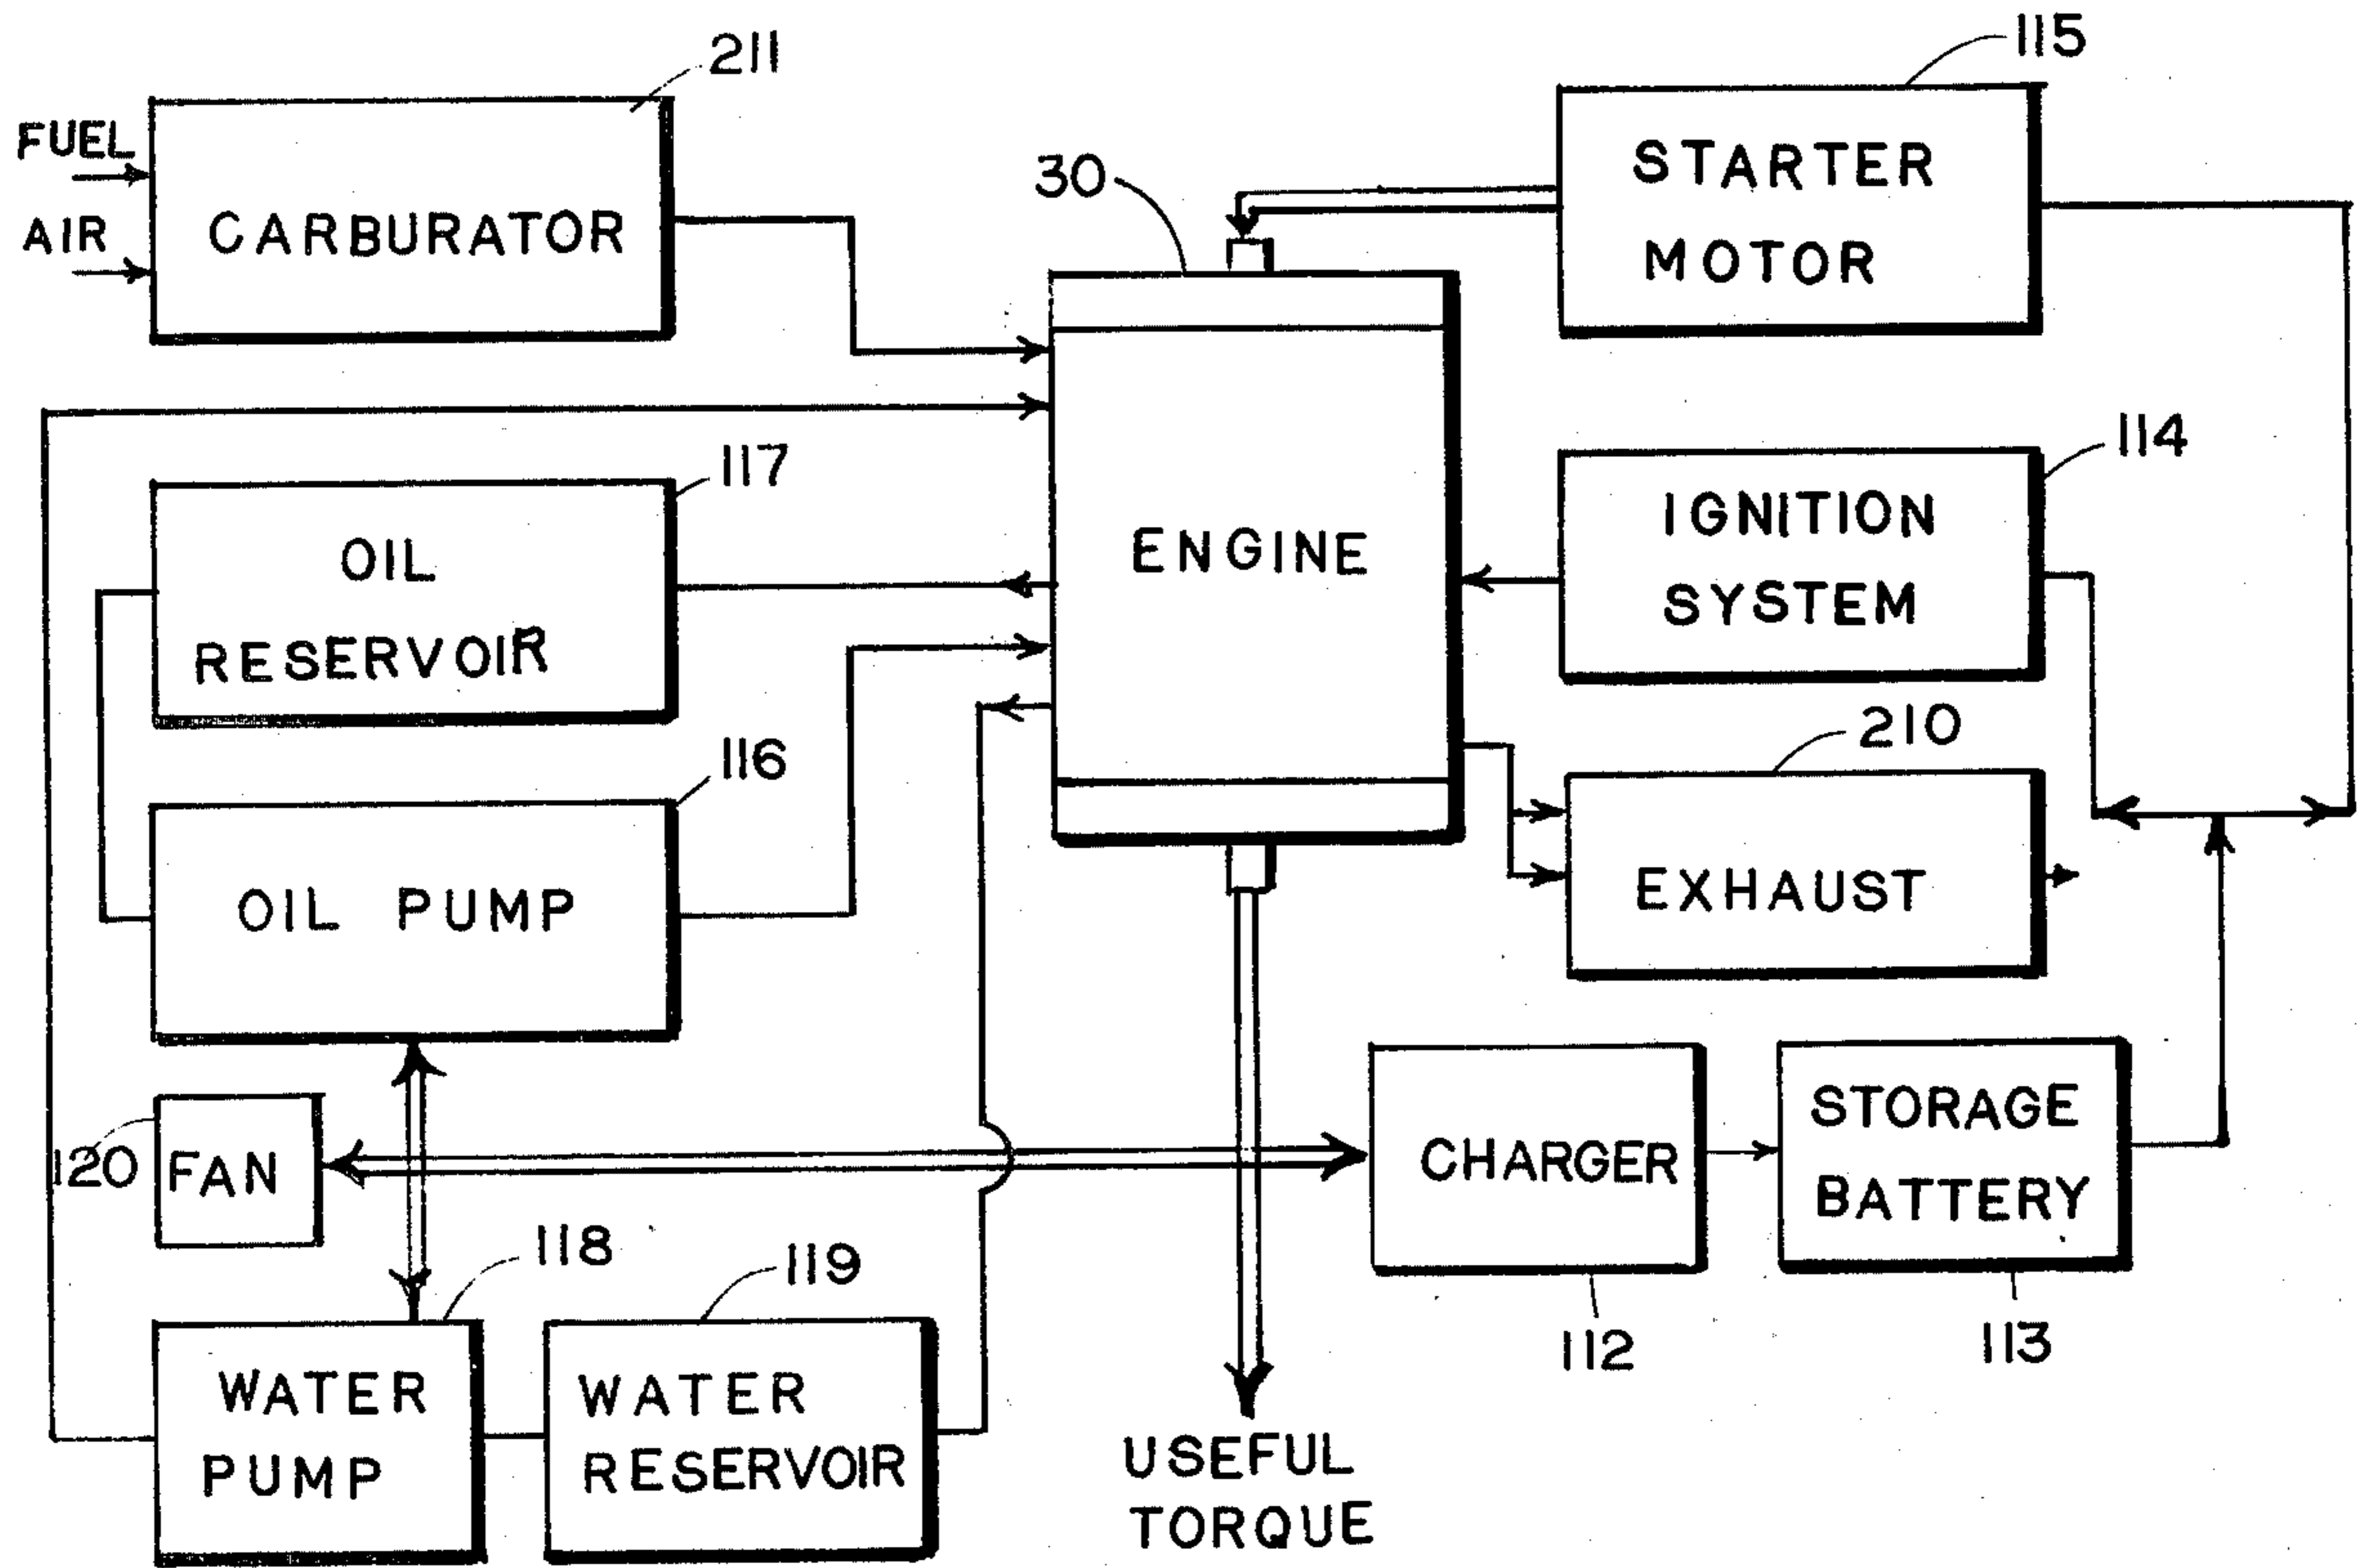 211
115
FUEL
AIR
CARBURATOR
30
STARTER
MOTOR
117
114
OIL
RESERVOIR
ENGINE
IGNITION
SYSTEM
116
210
OIL PUMP
EXHAUST
120
FAN
CHARGER
STORAGE
BATTERY
118
119
112
113
WATER
PUMP
WATER
RESERVOIR
USEFUL
TORQUE